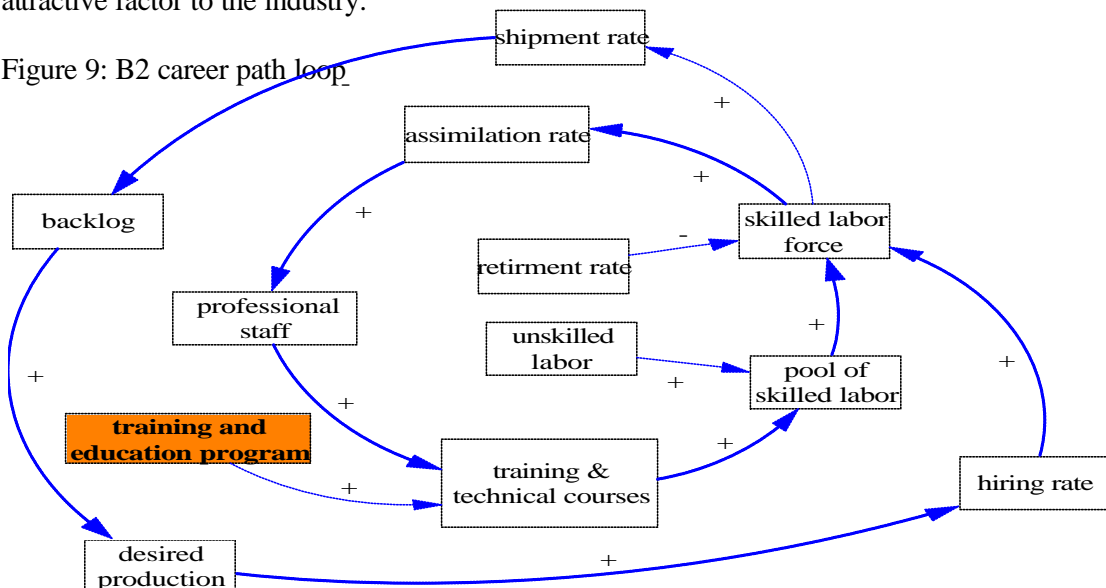 attractive factor to the industry.
shipment rate
Figure 9: B2 career path loop
-
+
assimilation rate
+
backlog
+
skilled labor
force
-
retirment rate
professional
staff
unskilled
labor
+
+
+
pool of
skilled labor
+
+
training and
education program
+
training &
technical courses
+
hiring rate
+
desired
production
+